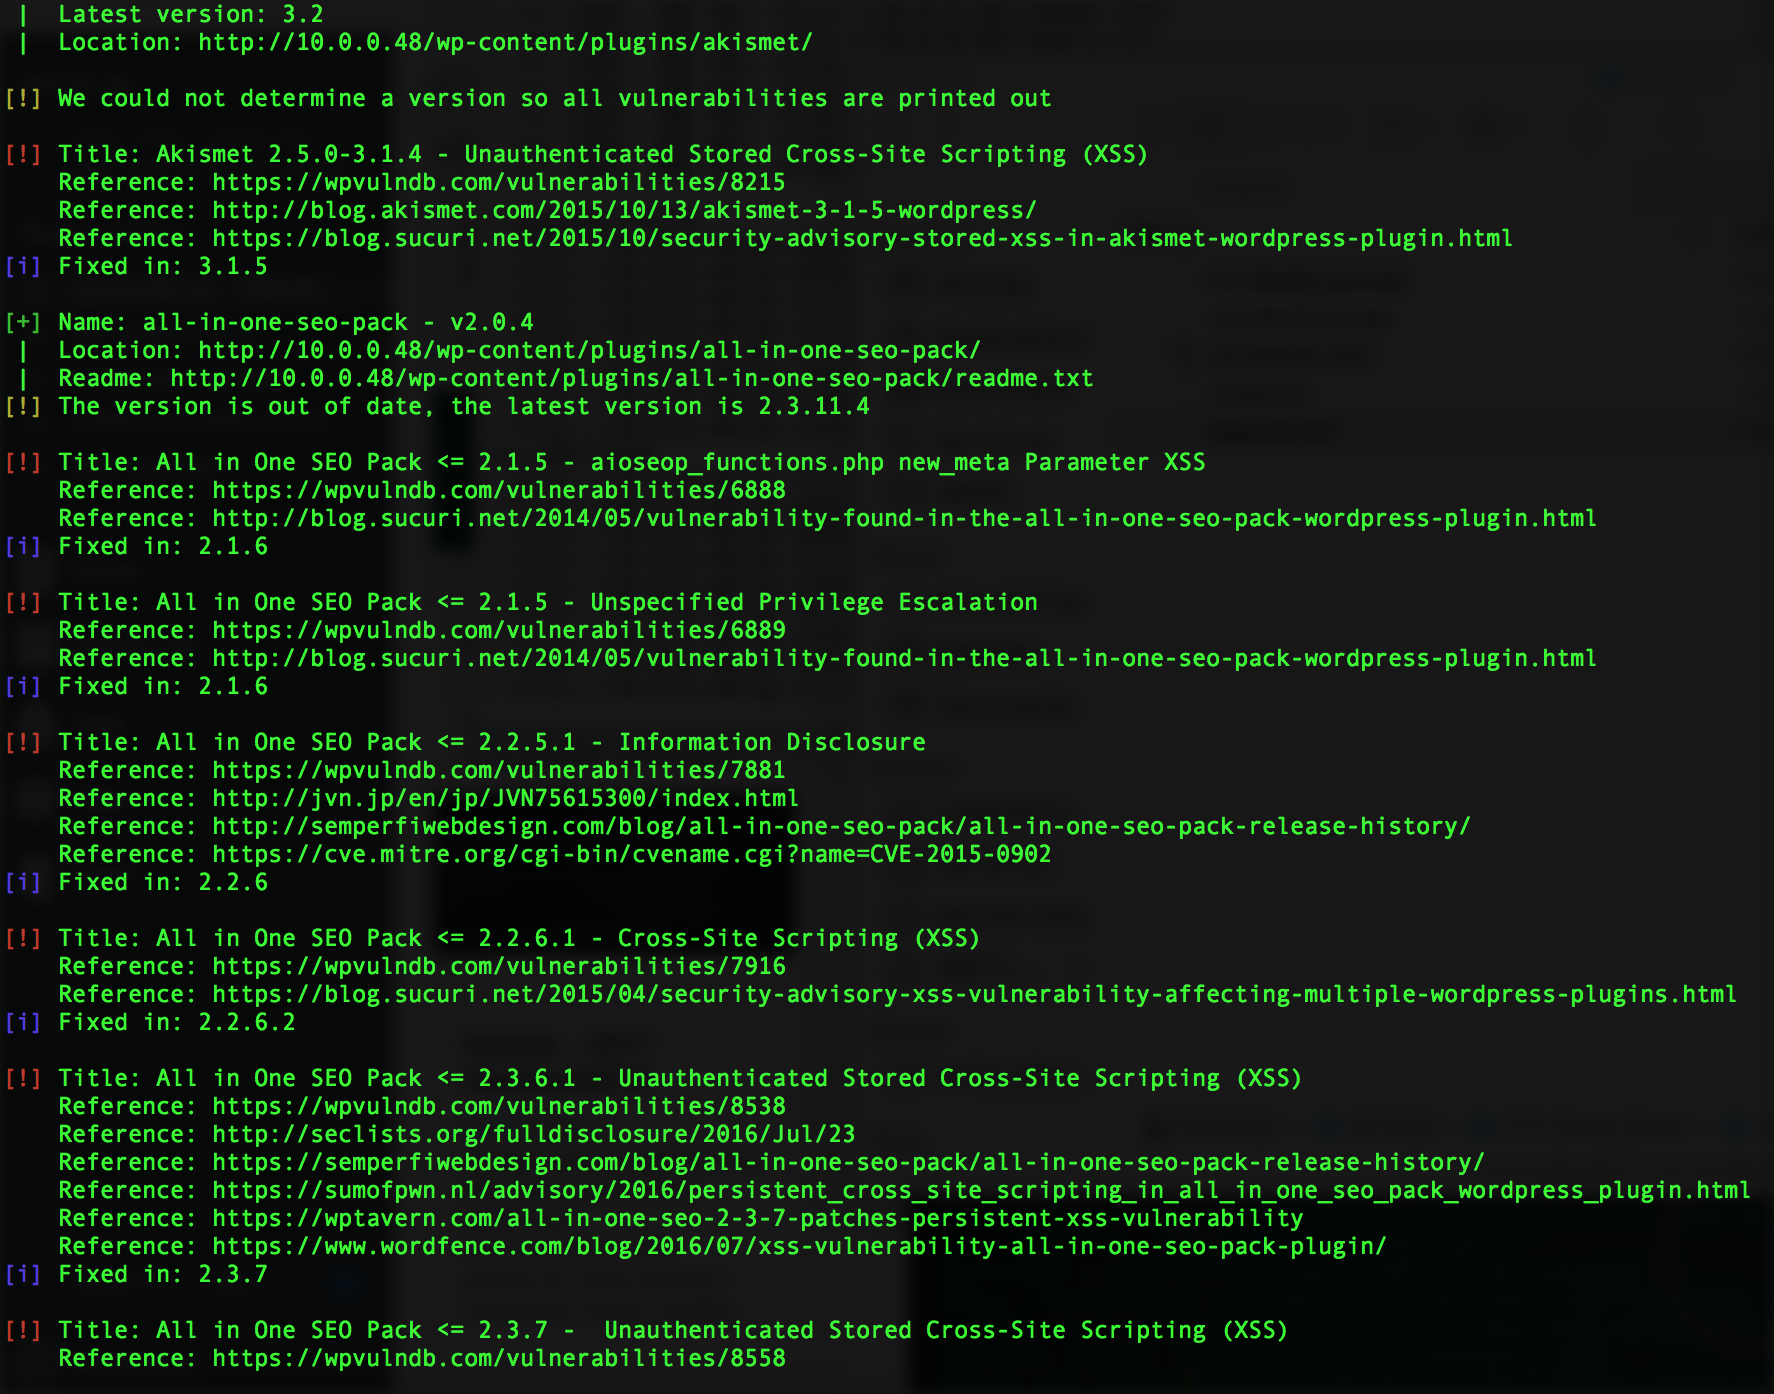 |  Latest version: 3.2
|  Location: http://10.0.0.48/wp-content/plugins/akismet/
[!] We could not determine a version so all vulnerabilities are printed out
[!] Title: Akismet 2.5.0-3.1.4 - Unauthenticated Stored Cross-Site Scripting (XSS)
Reference: https://wpvulndb.com/vulnerabilities/8215
Reference: http://blog.akismet.com/2015/10/13/akismet-3-1-5-wordpress/
Reference: https://blog.sucuri.net/2015/10/security-advisory-stored-xss-in-akismet-wordpress-plugin.html
[i] Fixed in: 3.1.5
[+] Name: all-in-one-seo-pack - v2.0.4
|  Location: http://10.0.0.48/wp-content/plugins/all-in-one-seo-pack/
|  Readme: http://10.0.0.48/wp-content/plugins/all-in-one-seo-pack/readme.txt
[!] The version is out of date, the latest version is 2.3.11.4
[!] Title: All in One SEO Pack <= 2.1.5 - aioseop_functions.php new_meta Parameter XSS
Reference: https://wpvulndb.com/vulnerabilities/6888
Reference: http://blog.sucuri.net/2014/05/vulnerability-found-in-the-all-in-one-seo-pack-wordpress-plugin.html
[i] Fixed in: 2.1.6
[!] Title: All in One SEO Pack <= 2.1.5 - Unspecified Privilege Escalation
Reference: https://wpvulndb.com/vulnerabilities/6889
Reference: http://blog.sucuri.net/2014/05/vulnerability-found-in-the-all-in-one-seo-pack-wordpress-plugin.html
[i] Fixed in: 2.1.6
[!] Title: All in One SEO Pack <= 2.2.5.1 - Information Disclosure
Reference: https://wpvulndb.com/vulnerabilities/7881
Reference: http://jvn.jp/en/jp/JVN75615300/index.html
Reference: http://semperfiwebdesign.com/blog/all-in-one-seo-pack/all-in-one-seo-pack-release-history/
Reference: https://cve.mitre.org/cgi-bin/cvename.cgi?name=CVE-2015-0902
[i] Fixed in: 2.2.6
[!] Title: All in One SEO Pack <= 2.2.6.1 - Cross-Site Scripting (XSS)
Reference: https://wpvulndb.com/vulnerabilities/7916
Reference: https://blog.sucuri.net/2015/04/security-advisory-xss-vulnerability-affecting-multiple-wordpress-plugins.html
[i] Fixed in: 2.2.6.2
[!] Title: All in One SEO Pack <= 2.3.6.1 - Unauthenticated Stored Cross-Site Scripting (XSS)
Reference: https://wpvulndb.com/vulnerabilities/8538
Reference: http://seclists.org/fulldisclosure/2016/Jul/23
Reference: https://semperfiwebdesign.com/blog/all-in-one-seo-pack/all-in-one-seo-pack-release-history/
Reference: https://sumofpwn.nl/advisory/2016/persistent_cross_site_scripting_in_all_in_one_seo_pack_wordpress_plugin.html
Reference: https://wptavern.com/all-in-one-seo-2-3-7-patches-persistent-xss-vulnerability
Reference: https://www.wordfence.com/blog/2016/07/xss-vulnerability-all-in-one-seo-pack-plugin/
[i] Fixed in: 2.3.7
[!] Title: All in One SEO Pack <= 2.3.7 -  Unauthenticated Stored Cross-Site Scripting (XSS)
Reference: https://wpvulndb.com/vulnerabilities/8558